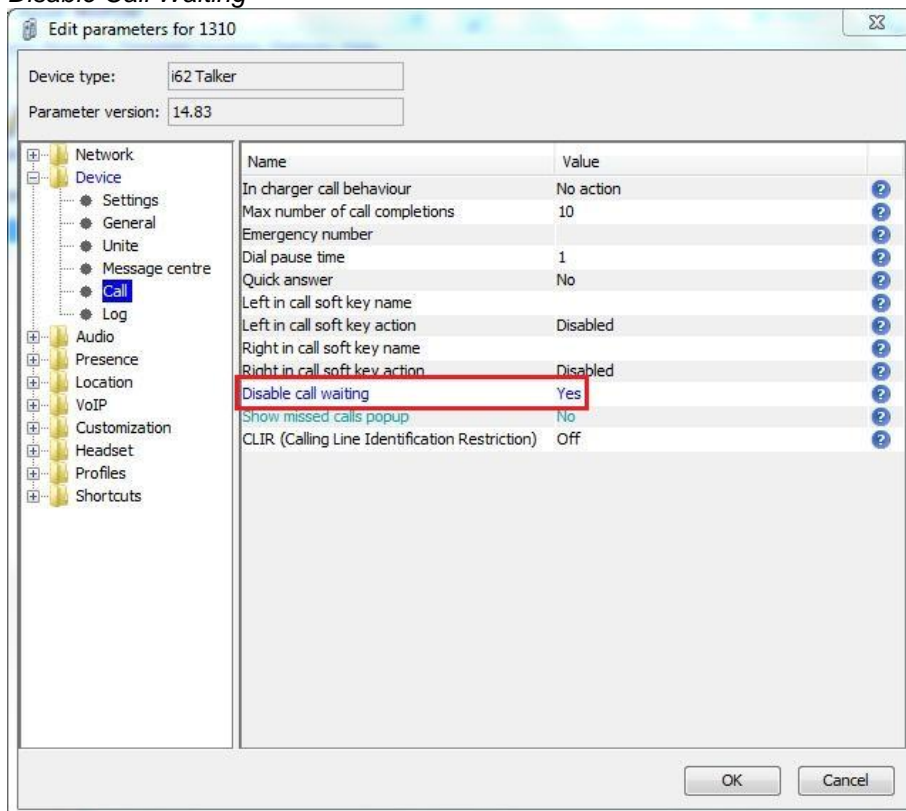 Disable Call Waiting
Edit parameters for 1310
Device type: i62 Talker
Parameter version: 14.83
Network
Device
Settings
General
Unite
Message centre
Call
Log
Audio
Presence
Location
VoIP
Customization
Headset
Profiles
Shortcuts
Name Value
In charger call behaviour No action
Max number of call completions 10
Emergency number
Dial pause time 1
Quick answer No
Left in call soft key name
Left in call soft key action Disabled
Right in call soft key name
Right in call soft key action Disabled
Disable call waiting Yes
Show missed calls popup No
CLIR (Calling Line Identification Restriction) Off
OK Cancel